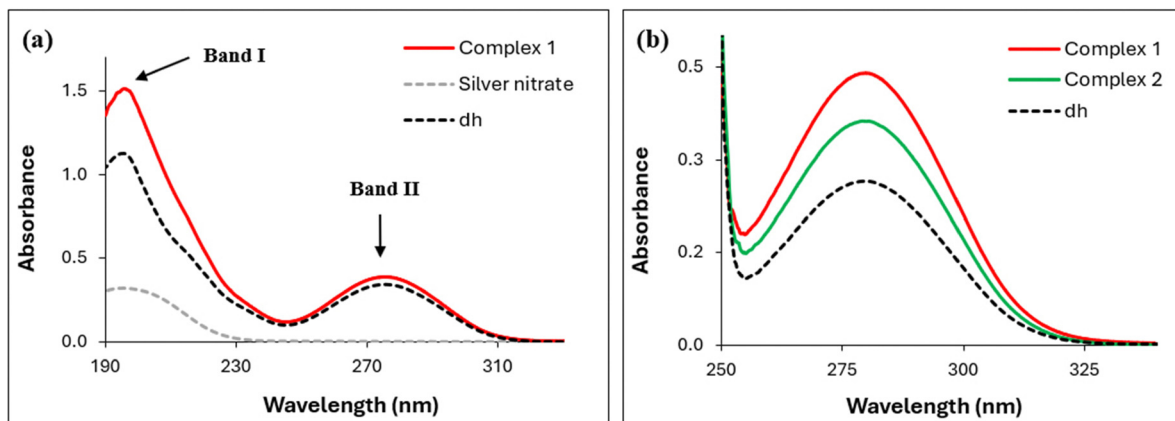 (a)
Band I
Complex 1
Silver nitrate
dh
Band II
Absorbance
1.5
1.0
0.5
0.0
190
230
270
310
Wavelength (nm)
(b)
Complex 1
Complex 2
dh
Absorbance
0.5
0.3
0.2
0.0
250
275
300
325
Wavelength (nm)